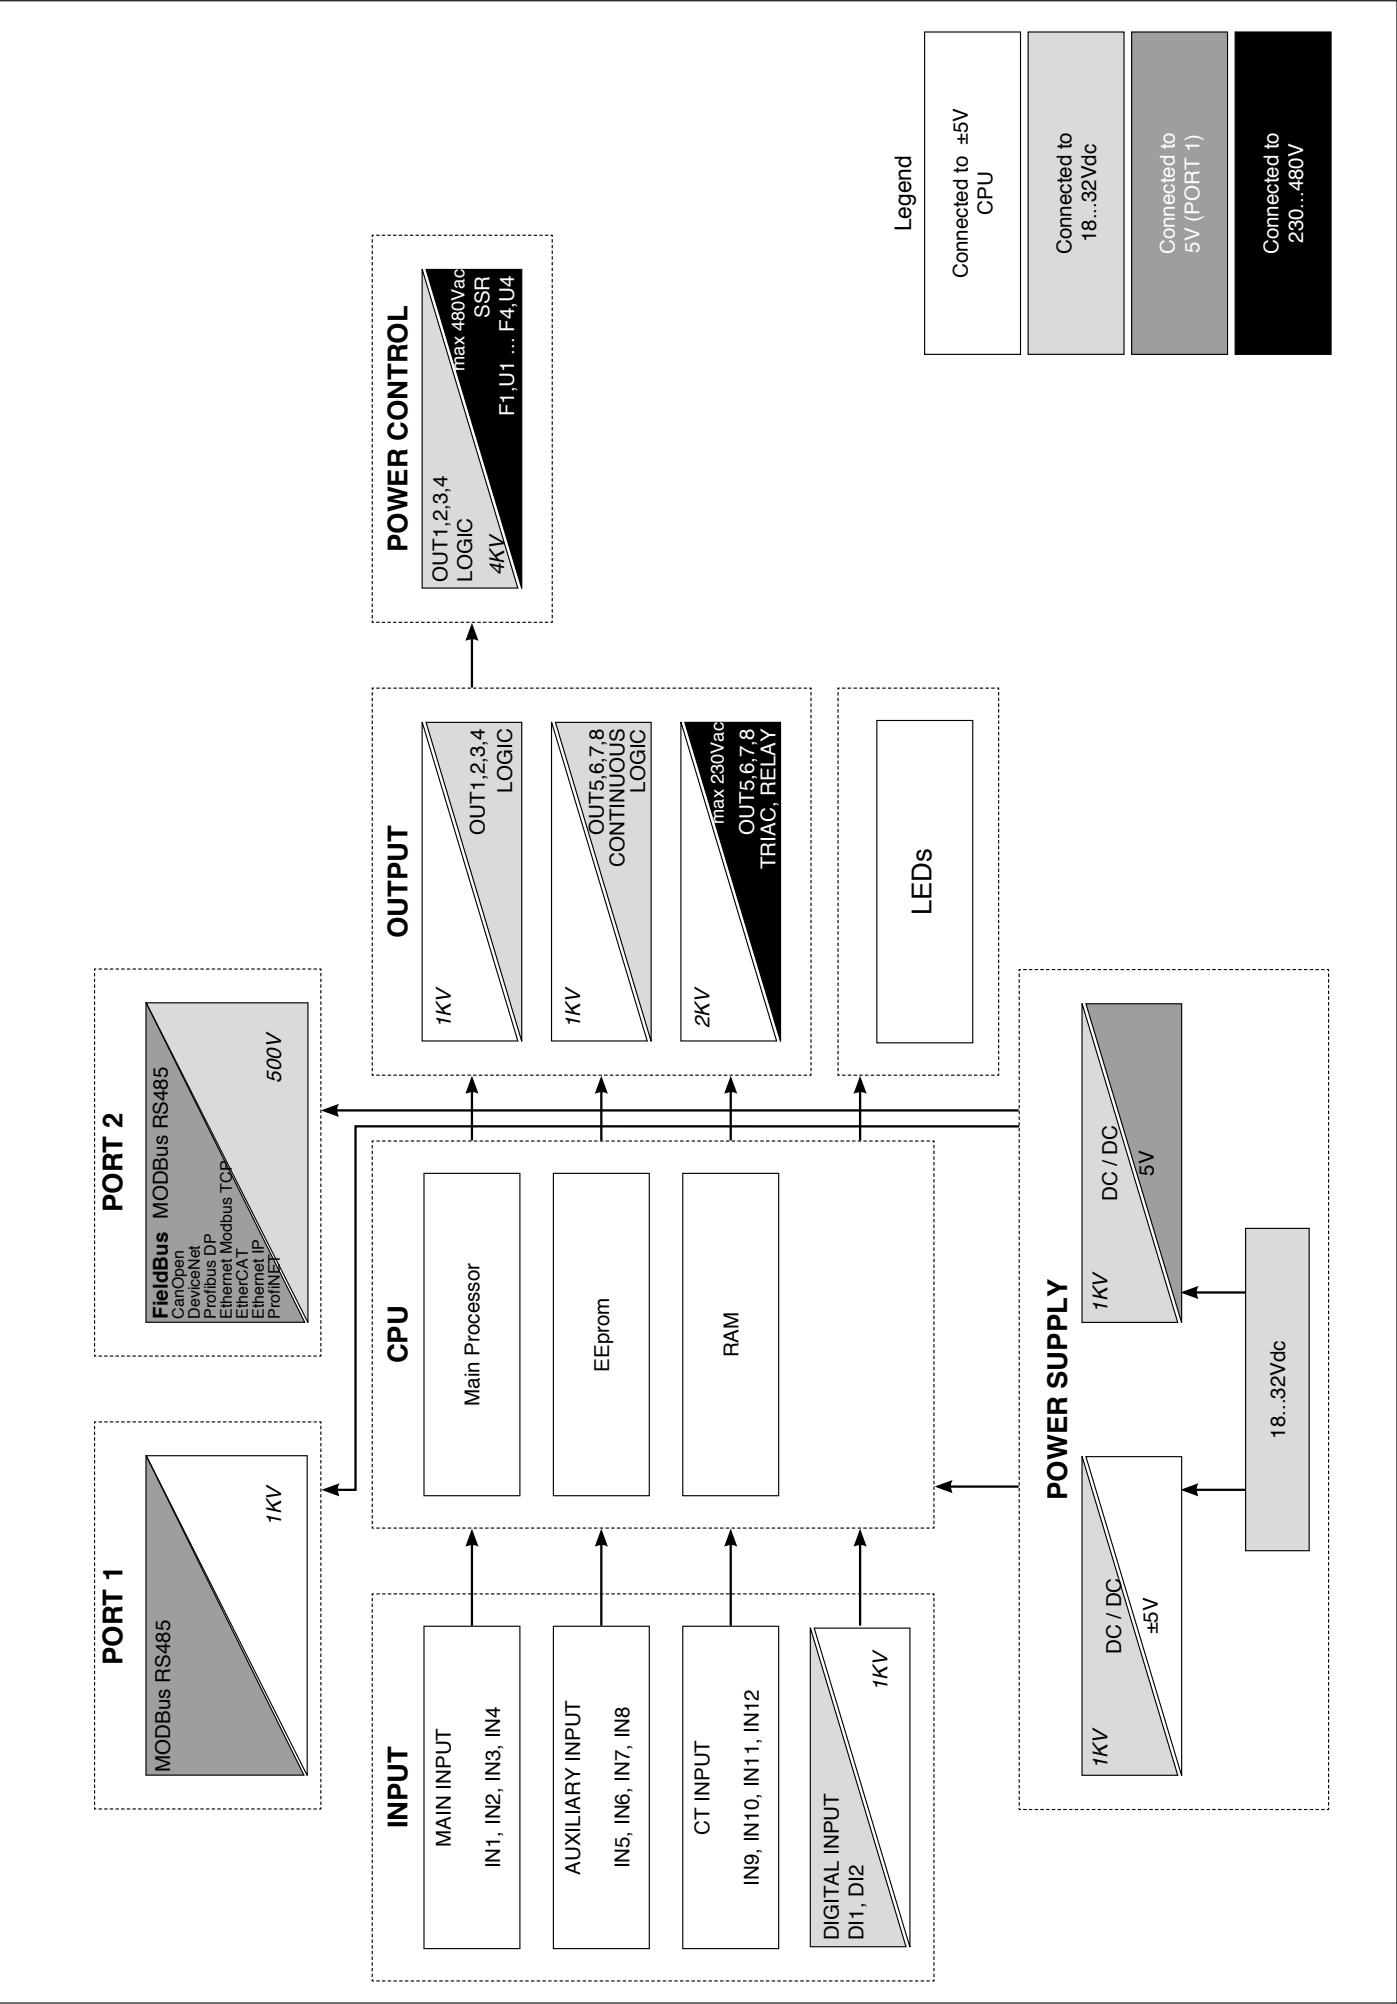 PORT 1
MODBus RS485
1KV
PORT 2
FieldBus MODBus RS485
CanOpen
DeviceNet
Profibus DP
Ethernet Modbus TCP
EtherCAT
Ethernet IP
ProfiNET
500V
INPUT
MAIN INPUT
IN1, IN2, IN3, IN4
AUXILIARY INPUT
IN5, IN6, IN7, IN8
CT INPUT
IN9, IN10, IN11, IN12
DIGITAL INPUT
DI1, DI2
1KV
CPU
Main Processor
EEprom
RAM
OUTPUT
1KV
OUT1,2,3,4
LOGIC
1KV
OUT5,6,7,8
CONTINUOUS
LOGIC
2KV
max 230Vac
OUT5,6,7,8
TRIAC, RELAY
LEDs
POWER CONTROL
OUT1,2,3,4
LOGIC
4KV
max 480Vac
SSR
F1,U1 ... F4,U4
POWER SUPPLY
1KV
DC / DC
±5V
1KV
DC / DC
5V
18...32Vdc
Legend
Connected to ±5V
CPU
Connected to
18...32Vdc
Connected to
5V (PORT 1)
Connected to
230...480V